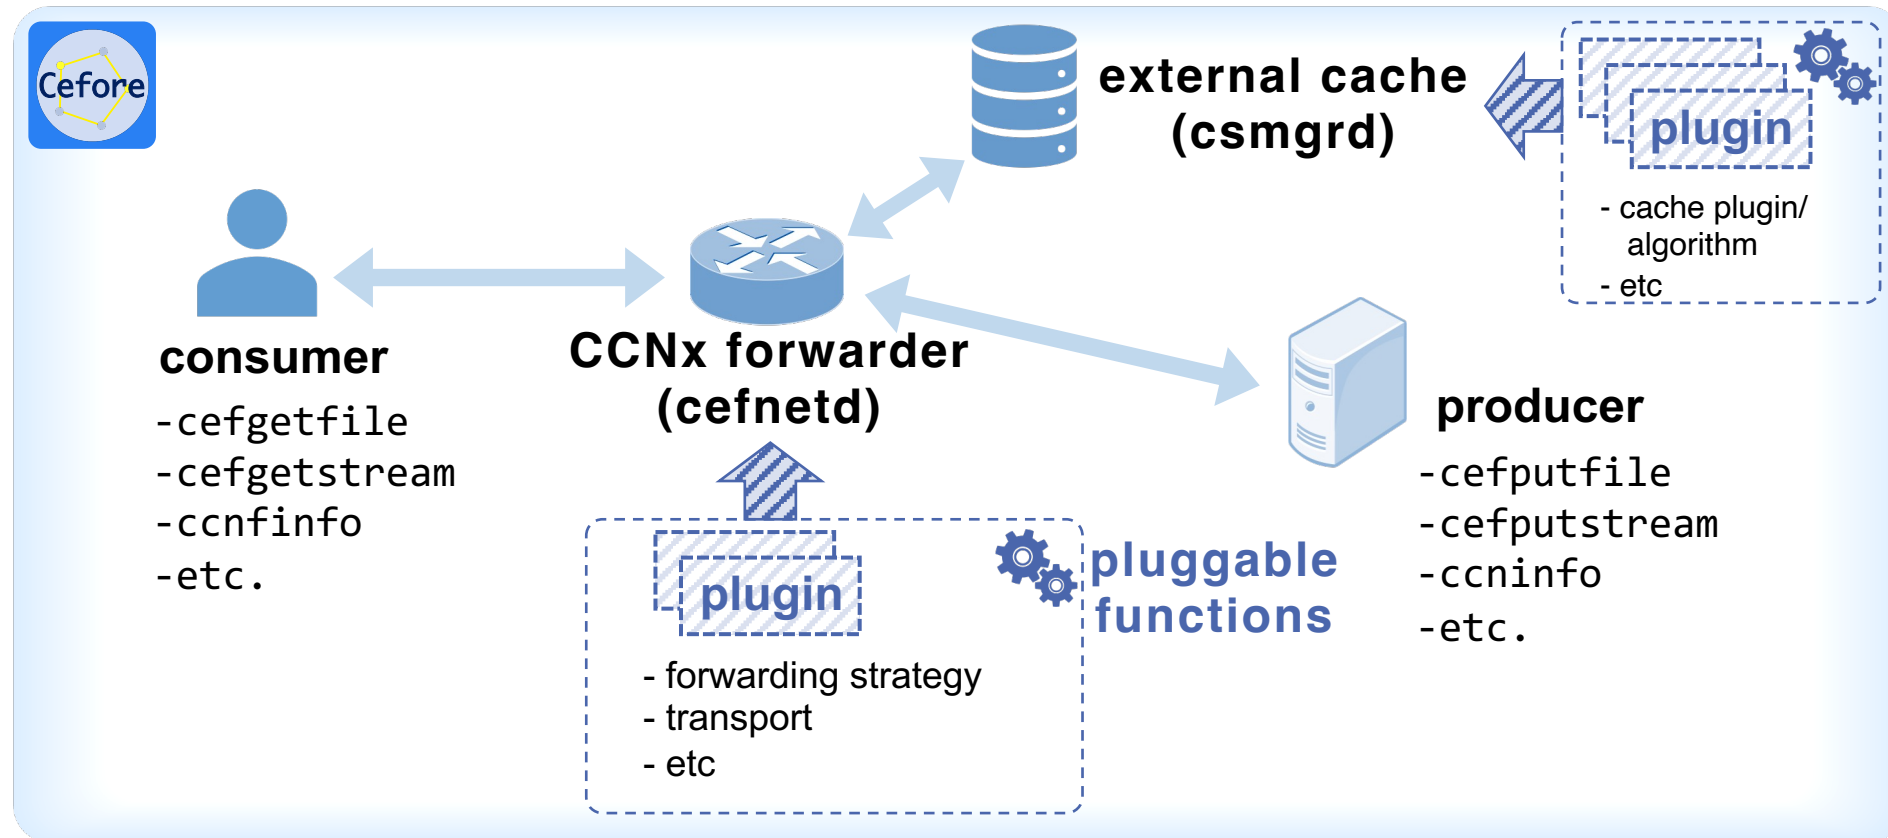 Cefore
external cache
(csmgrd)
plugin
- cache plugin/
algorithm
- etc
consumer
-cefgetfile
-cefgetstream
-ccnfinfo
-etc.
CCNx forwarder
(cefnetd)
plugin
- forwarding strategy
- transport
- etc
pluggable
functions
producer
-cefputfile
-cefputstream
-ccninfo
-etc.